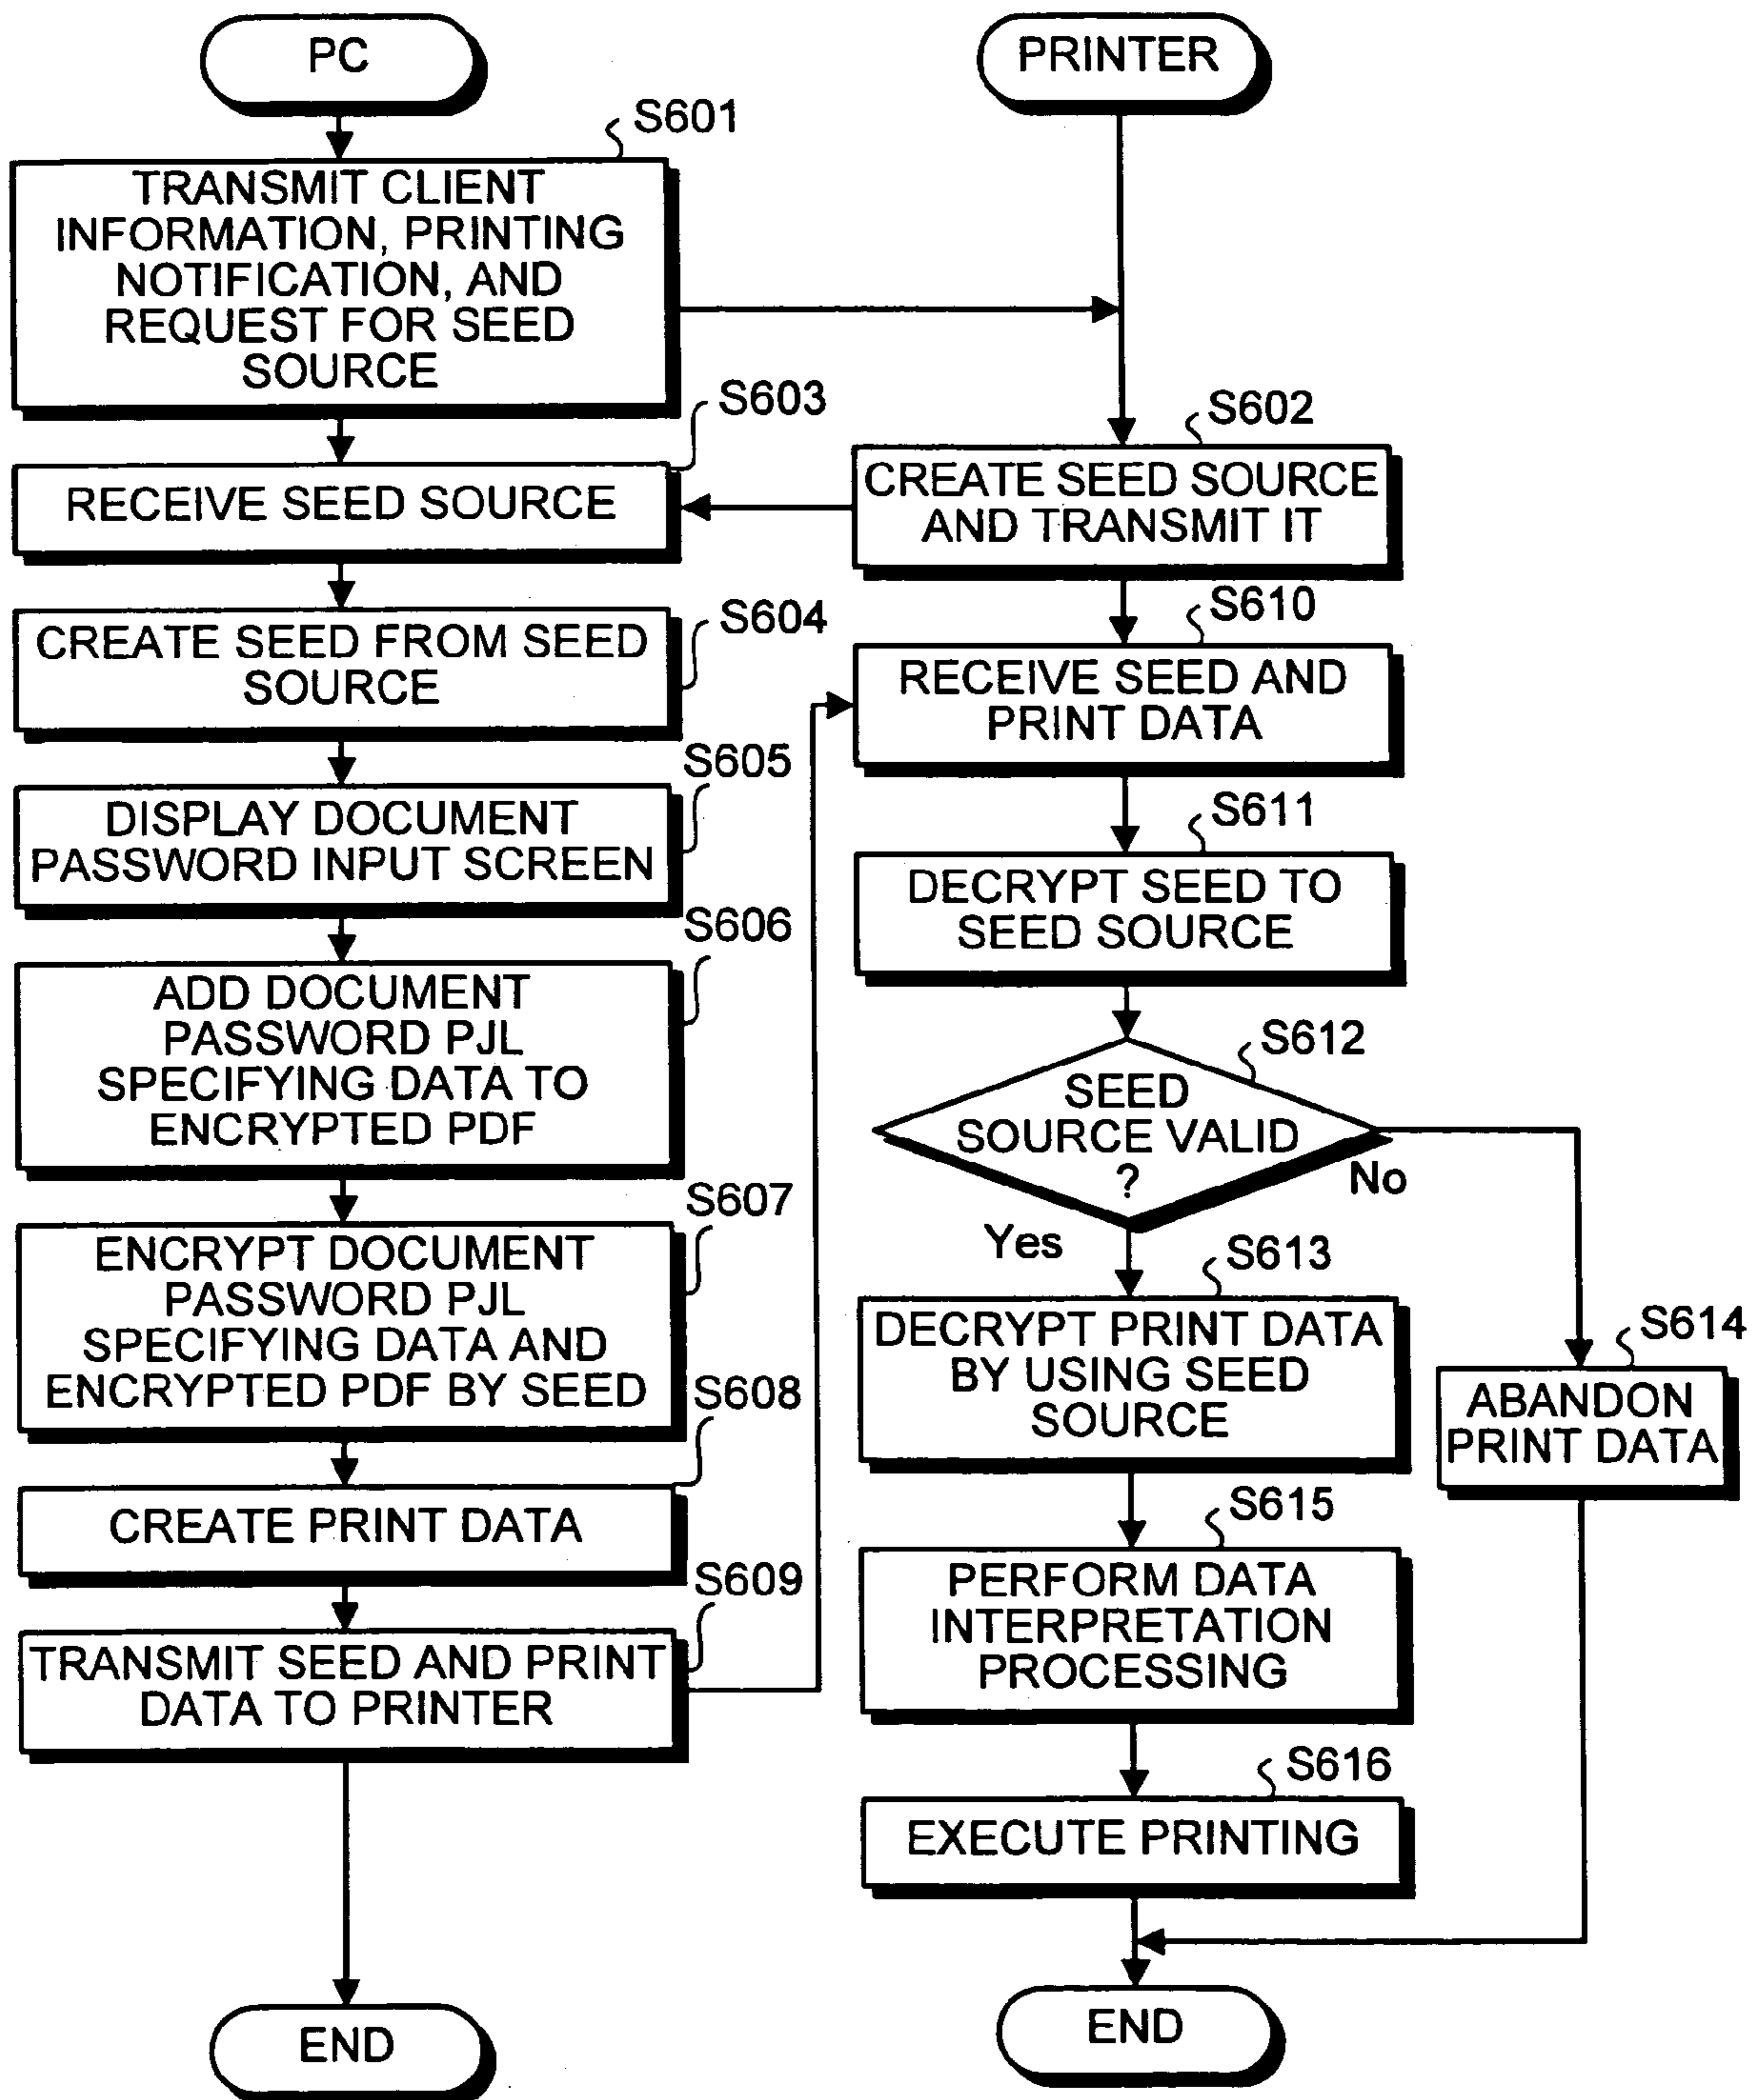 PC
S601
TRANSMIT CLIENT
INFORMATION, PRINTING
NOTIFICATION, AND
REQUEST FOR SEED
SOURCE
S603
RECEIVE SEED SOURCE
S604
CREATE SEED FROM SEED
SOURCE
S605
DISPLAY DOCUMENT
PASSWORD INPUT SCREEN
S606
ADD DOCUMENT
PASSWORD PJL
SPECIFYING DATA TO
ENCRYPTED PDF
S607
ENCRYPT DOCUMENT
PASSWORD PJL
SPECIFYING DATA AND
ENCRYPTED PDF BY SEED
S608
CREATE PRINT DATA
S609
TRANSMIT SEED AND PRINT
DATA TO PRINTER
END
PRINTER
S602
CREATE SEED SOURCE
AND TRANSMIT IT
S610
RECEIVE SEED AND
PRINT DATA
S611
DECRYPT SEED TO
SEED SOURCE
S612
SEED
SOURCE VALID
?
No
Yes
S613
DECRYPT PRINT DATA
BY USING SEED
SOURCE
S614
ABANDON
PRINT DATA
S615
PERFORM DATA
INTERPRETATION
PROCESSING
S616
EXECUTE PRINTING
END